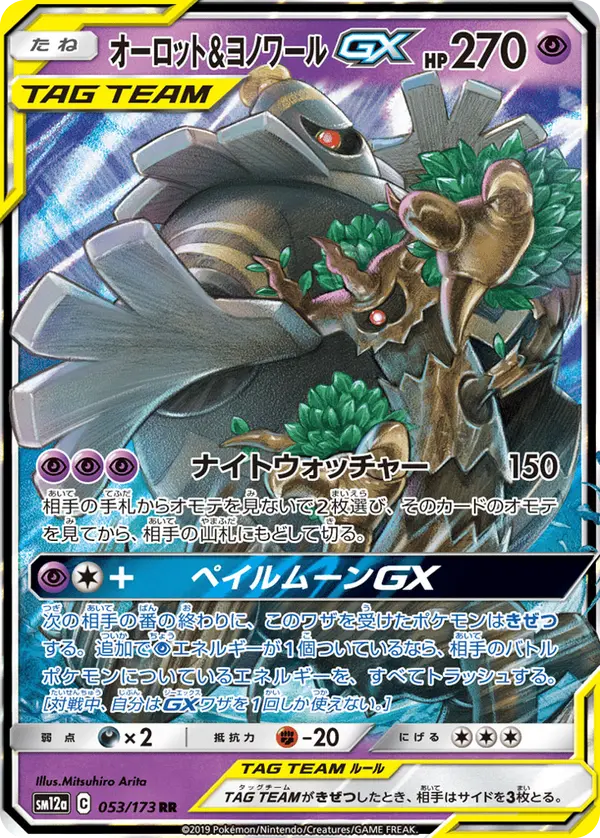 たね オーロット&ヨノワールGX HP270
TAG TEAM
ナイトウォッチャー 150
相手の手札からオモテを見ないで2枚選び、そのカードのオモテ
を見てから、相手の山札にもどして切る。
+ ペイルムーンGX
次の相手の番の終わりに、このワザを受けたポケモンはきぜつ
する。追加でエネルギーが1個ついているなら、相手のバトル
ポケモンについているエネルギーを、すべてトラッシュする。
[対戦中、自分はGXワザを1回しか使えない。]
弱点 ×2 抵抗力 -20 にげる
Illus.Mitsuhiro Arita
TAG TEAM ルール
sm12a C 053/173 RR
TAG TEAMがきぜつしたとき、相手はサイドを3枚とる。
©2019 Pokémon/Nintendo/Creatures/GAME FREAK.